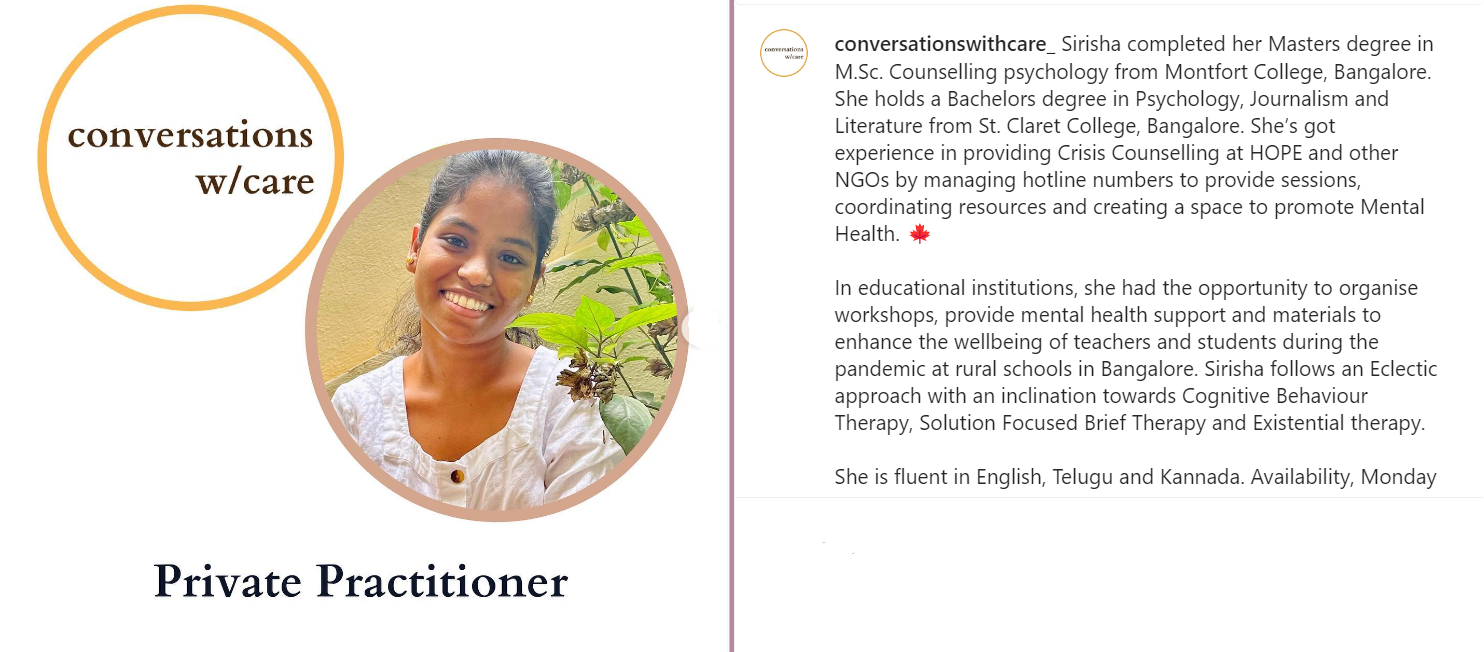 conversations
w/care
Private Practitioner
conversations
w/care
conversationswithcare_ Sirisha completed her Masters degree in
M.Sc. Counselling psychology from Montfort College, Bangalore.
She holds a Bachelors degree in Psychology, Journalism and
Literature from St. Claret College, Bangalore. She’s got
experience in providing Crisis Counselling at HOPE and other
NGOs by managing hotline numbers to provide sessions,
coordinating resources and creating a space to promote Mental
Health. 🍁
In educational institutions, she had the opportunity to organise
workshops, provide mental health support and materials to
enhance the wellbeing of teachers and students during the
pandemic at rural schools in Bangalore. Sirisha follows an Eclectic
approach with an inclination towards Cognitive Behaviour
Therapy, Solution Focused Brief Therapy and Existential therapy.
She is fluent in English, Telugu and Kannada. Availability, Monday